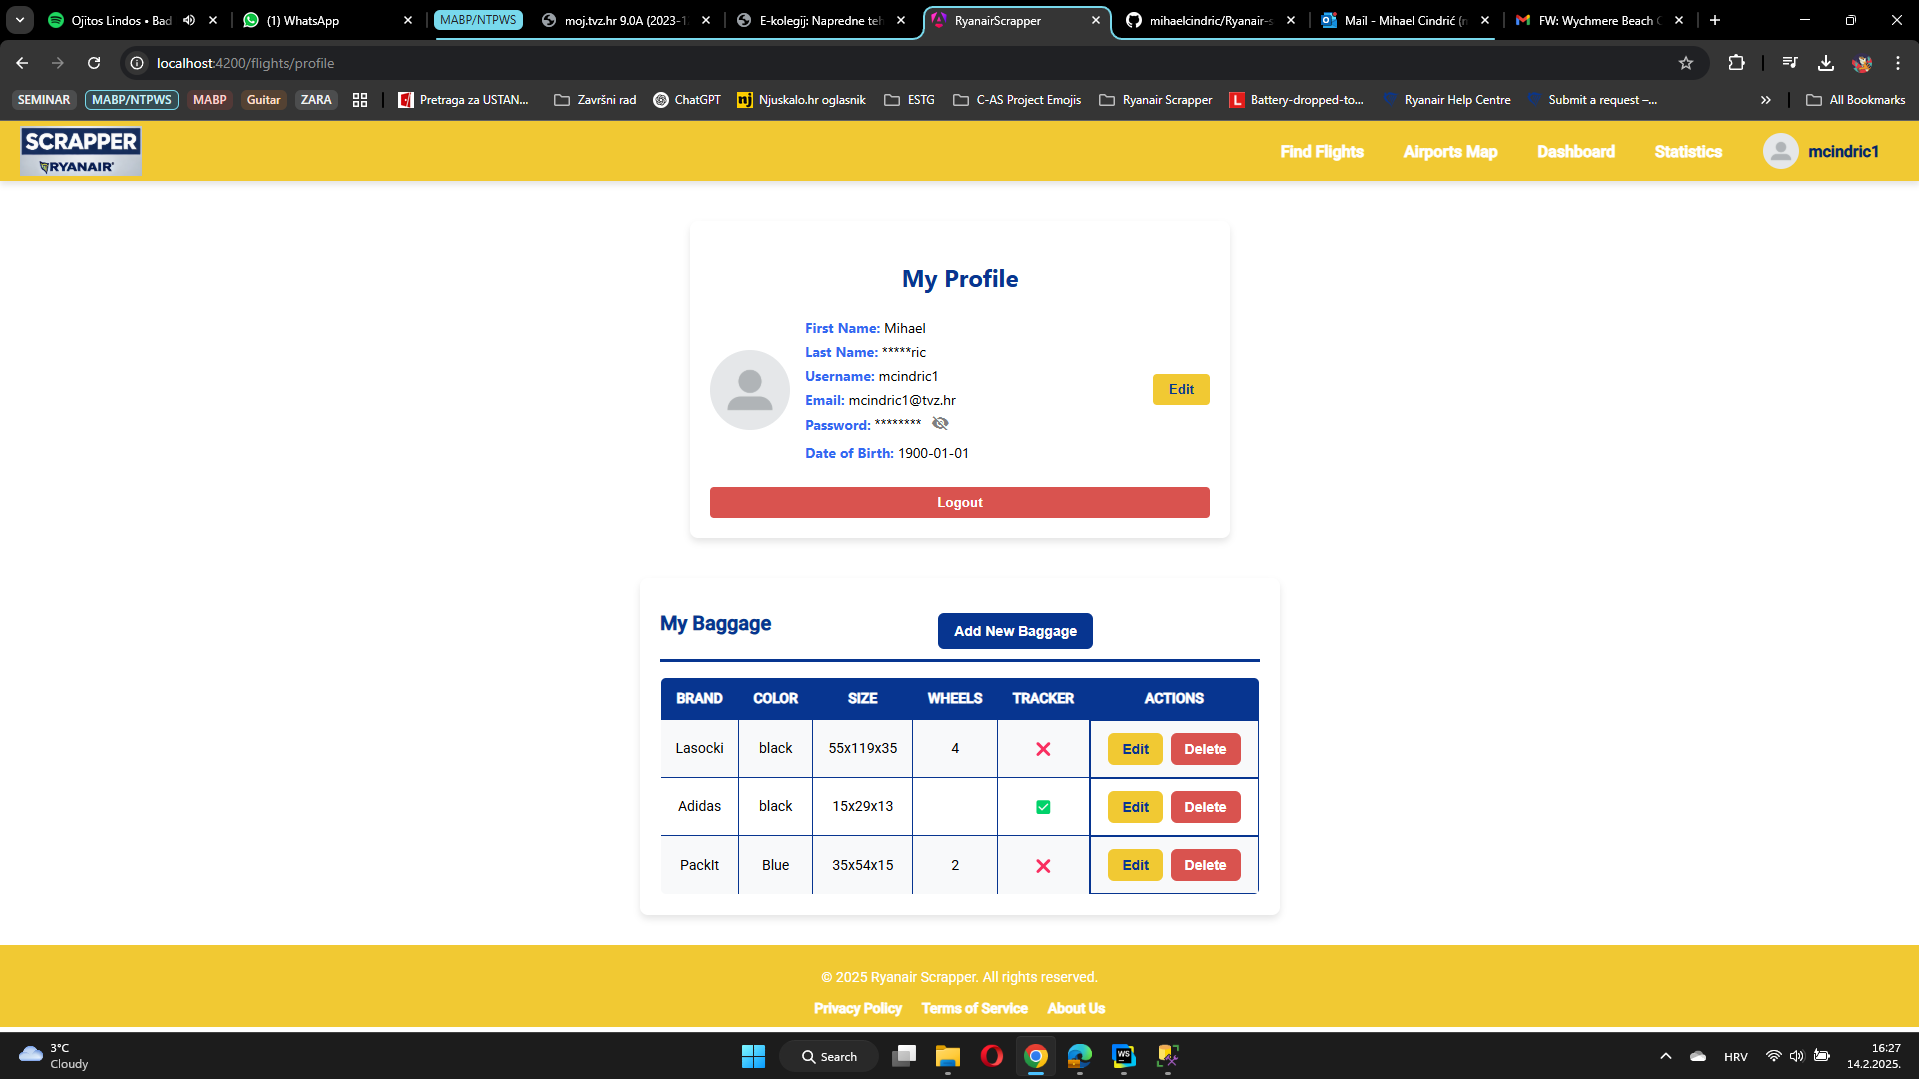 Ojitos Lindos • Bad
(1) WhatsApp
MABP/NTPWS
moj.tvz.hr 9.0A (2023-1
E-kolegij: Napredne teh
RyanairScrapper
mihaelcindric/Ryanair-s
Mail - Mihael Cindrić (
FW: Wychmere Beach C
localhost:4200/flights/profile
SEMINAR
MABP/NTPWS
MABP
Guitar
ZARA
Pretraga za USTAN...
Završni rad
ChatGPT
Njuskalo.hr oglasnik
ESTG
C-AS Project Emojis
Ryanair Scrapper
Battery-dropped-to...
Ryanair Help Centre
Submit a request –...
All Bookmarks
SCRAPPER
RYANAIR
Find Flights
Airports Map
Dashboard
Statistics
mcindric1
My Profile
First Name: Mihael
Last Name: *****ric
Username: mcindric1
Email: mcindric1@tvz.hr
Password: ********
Date of Birth: 1900-01-01
Edit
Logout
My Baggage
Add New Baggage
BRAND COLOR SIZE WHEELS TRACKER ACTIONS
Lasocki black 55x119x35 4 Edit Delete
Adidas black 15x29x13 Edit Delete
PackIt Blue 35x54x15 2 Edit Delete
© 2025 Ryanair Scrapper. All rights reserved.
Privacy Policy Terms of Service About Us
3°C
Cloudy
Search
WS
HRV
16:27
14.2.2025.